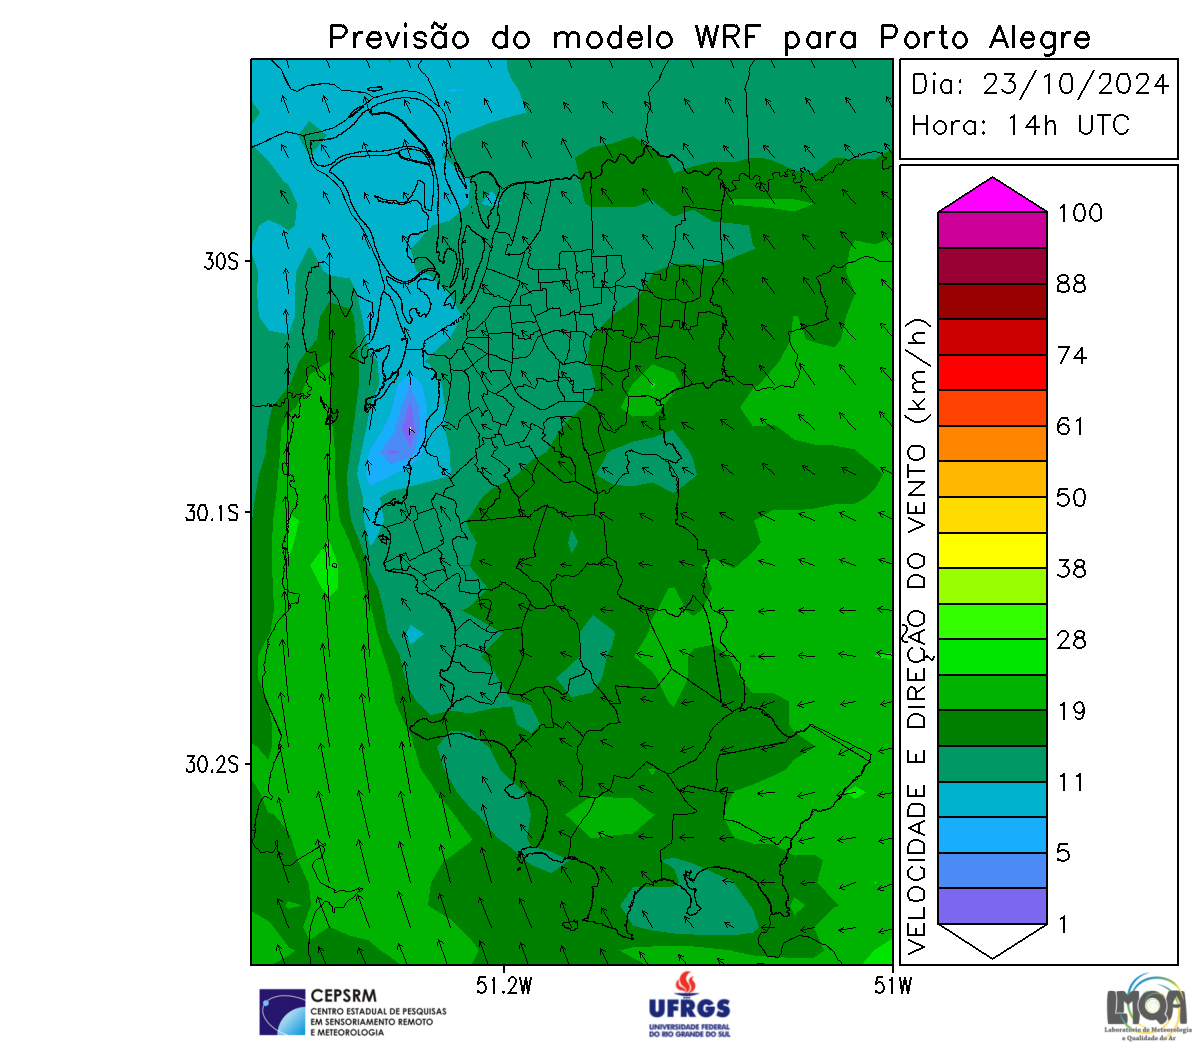 Previsão do modelo WRF para Porto Alegre
Dia: 23/10/2024
Hora: 14h UTC
30S
30.1S
30.2S
51.2W
51W
VELOCIDADE E DIREÇÃO DO VENTO (km/h)
100
88
74
61
50
38
28
19
11
5
1
CEPSRM
CENTRO ESTADUAL DE PESQUISAS
EM SENSORIAMENTO REMOTO
E METEOROLOGIA
UFRGS
UNIVERSIDADE FEDERAL
DO RIO GRANDE DO SUL
LMQA
Laboratório de Meteorologia
e Qualidade do Ar